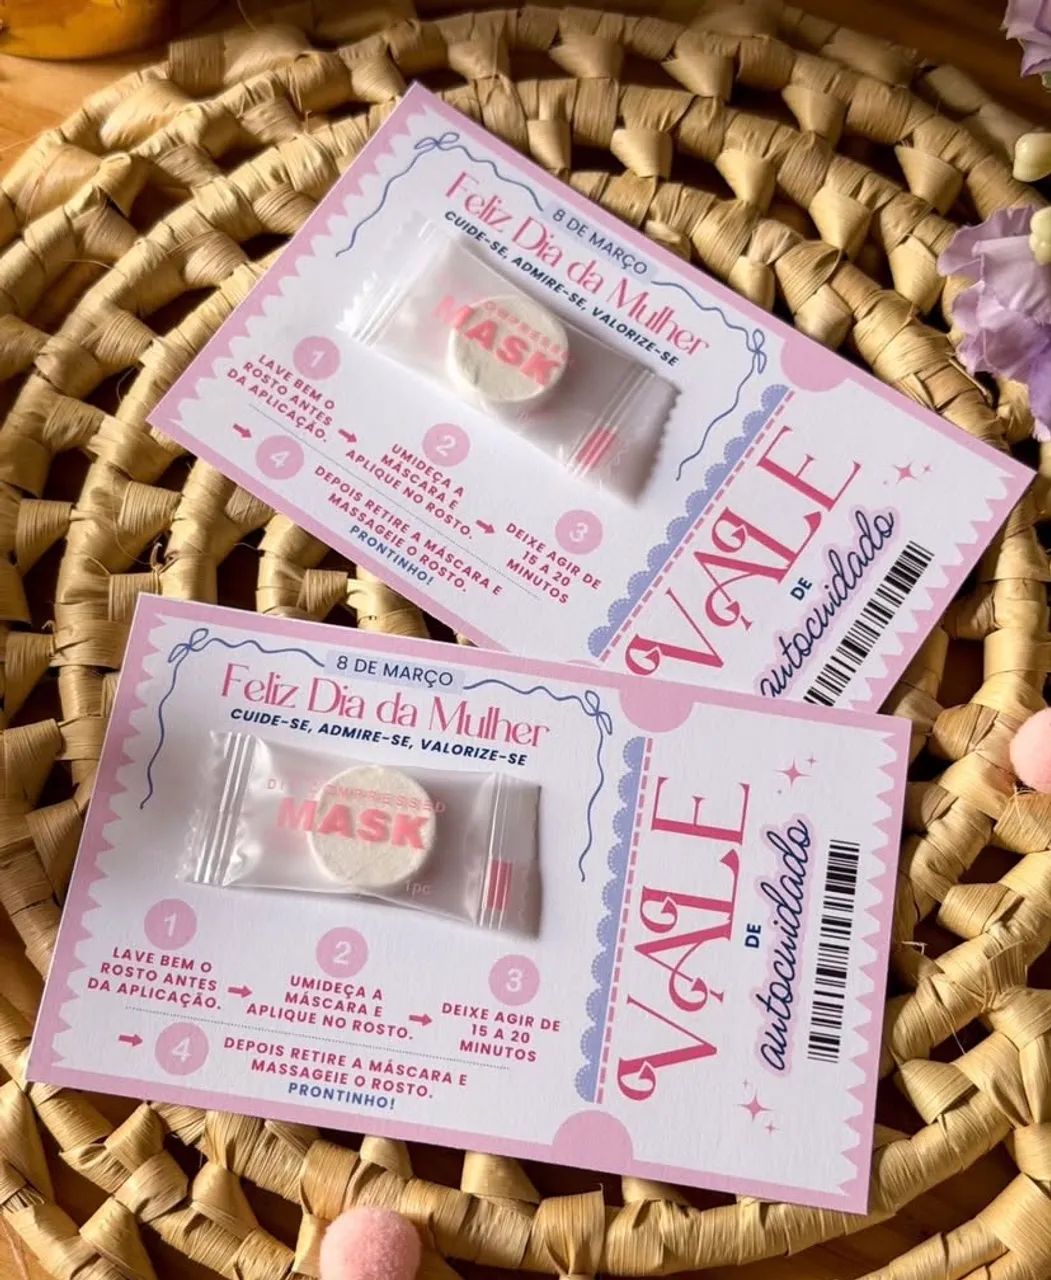 8 DE MARÇO
Feliz Dia da Mulher
CUIDE-SE, ADMIRE-SE, VALORIZE-SE
MASK
1
LAVE BEM O
ROSTO ANTES
DA APLICAÇÃO.
2
UMIDEÇA A
MÁSCARA E
APLIQUE NO ROSTO.
3
DEIXE AGIR DE
15 A 20
MINUTOS
4
DEPOIS RETIRE A MÁSCARA E
MASSAGEIE O ROSTO.
PRONTINHO!
VALE
DE
autocuidado
8 DE MARÇO
Feliz Dia da Mulher
CUIDE-SE, ADMIRE-SE, VALORIZE-SE
MASK
1pc
1
LAVE BEM O
ROSTO ANTES
DA APLICAÇÃO.
2
UMIDEÇA A
MÁSCARA E
APLIQUE NO ROSTO.
3
DEIXE AGIR DE
15 A 20
MINUTOS
4
DEPOIS RETIRE A MÁSCARA E
MASSAGEIE O ROSTO.
PRONTINHO!
VALE
DE
autocuidado